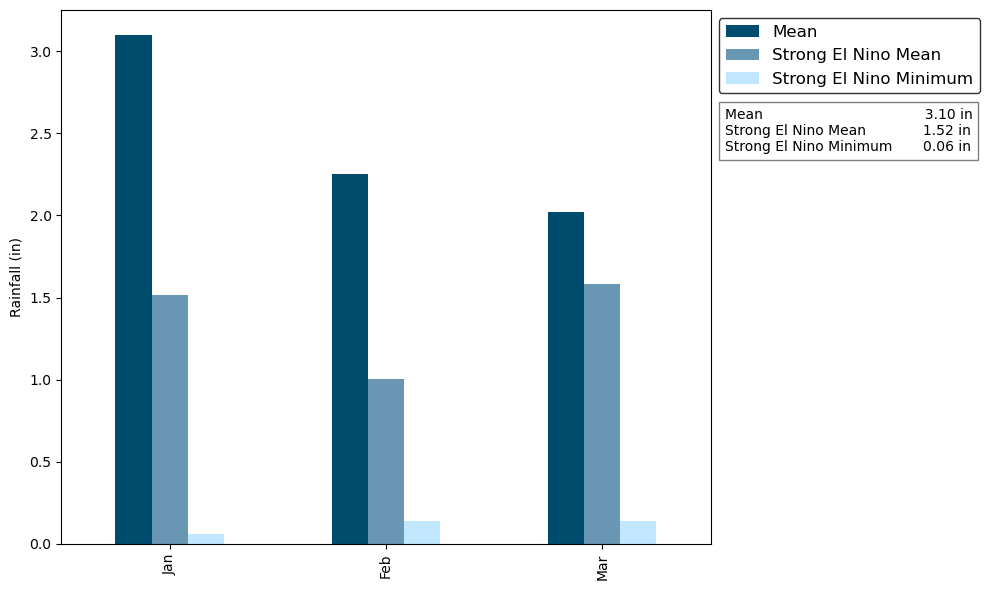 3.0
2.5
2.0
1.5
1.0
0.5
0.0
Rainfall (in)
Jan
Feb
Mar
Mean
Strong El Nino Mean
Strong El Nino Minimum
Mean 3.10 in
Strong El Nino Mean 1.52 in
Strong El Nino Minimum 0.06 in